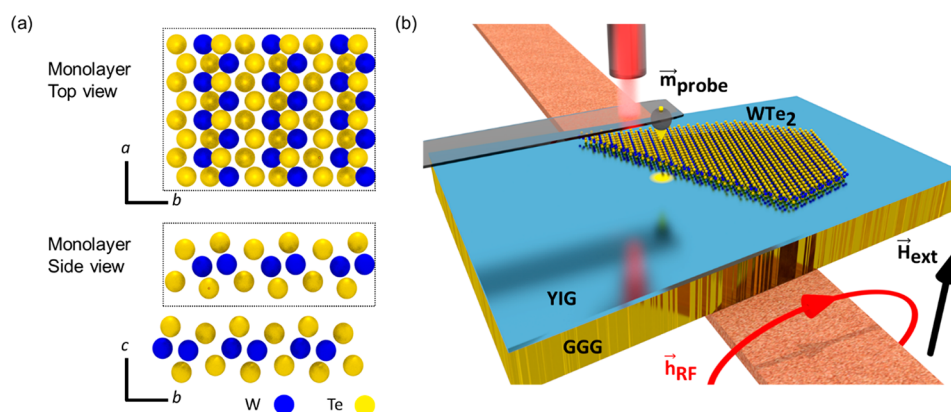 (a)
Monolayer
Top view
a
b
Monolayer
Side view
c
b
W
Te
(b)
m⃗probe
WTe2
H⃗ext
YIG
GGG
h⃗RF